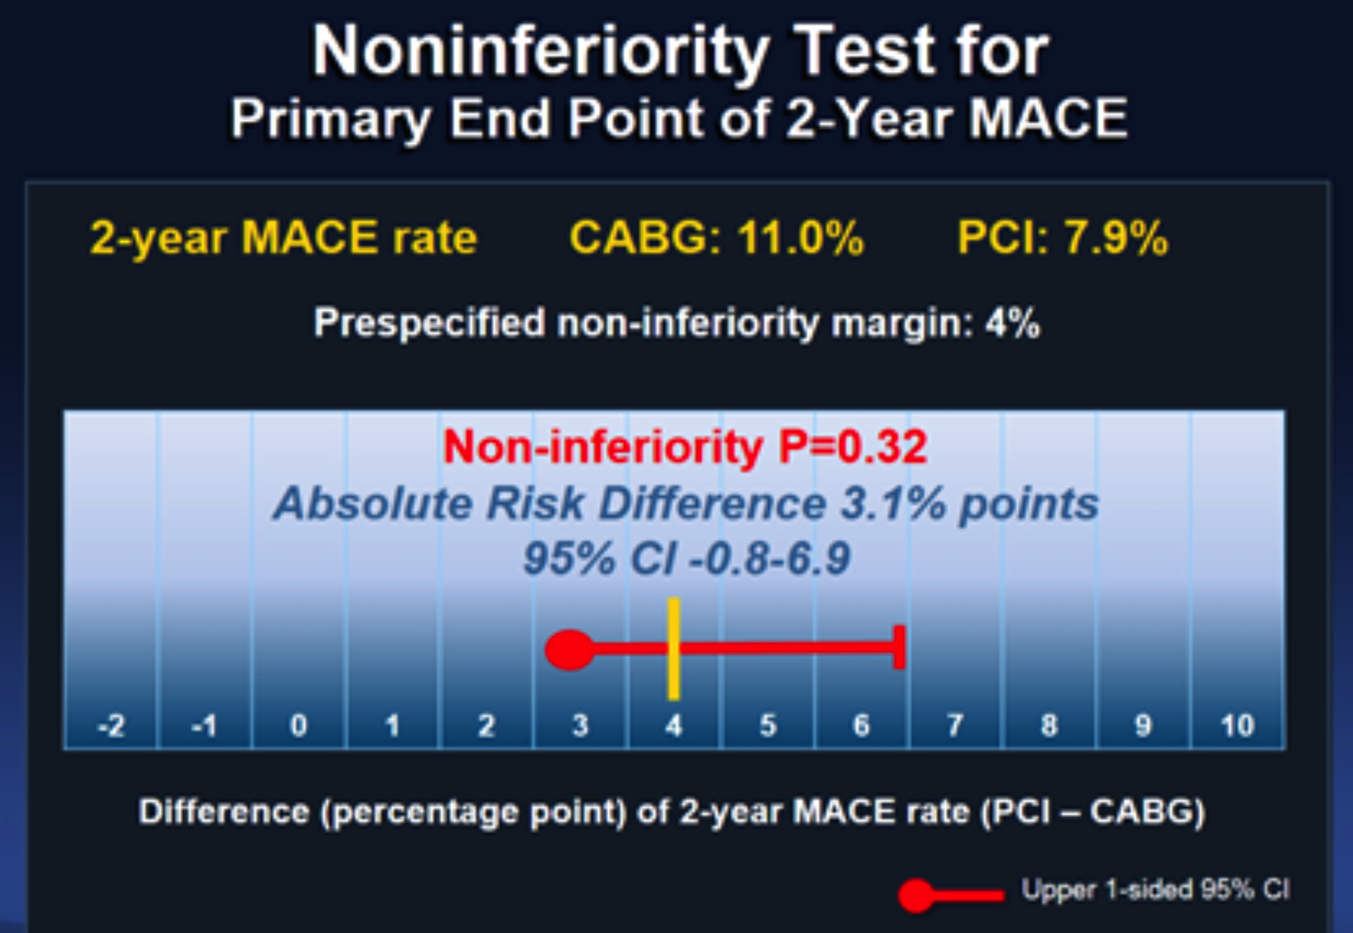 Noninferiority Test for
Primary End Point of 2-Year MACE
2-year MACE rate CABG: 11.0% PCI: 7.9%
Prespecified non-inferiority margin: 4%
Non-inferiority P=0.32
Absolute Risk Difference 3.1% points
95% CI -0.8-6.9
-2 -1 0 1 2 3 4 5 6 7 8 9 10
Difference (percentage point) of 2-year MACE rate (PCI – CABG)
Upper 1-sided 95% CI